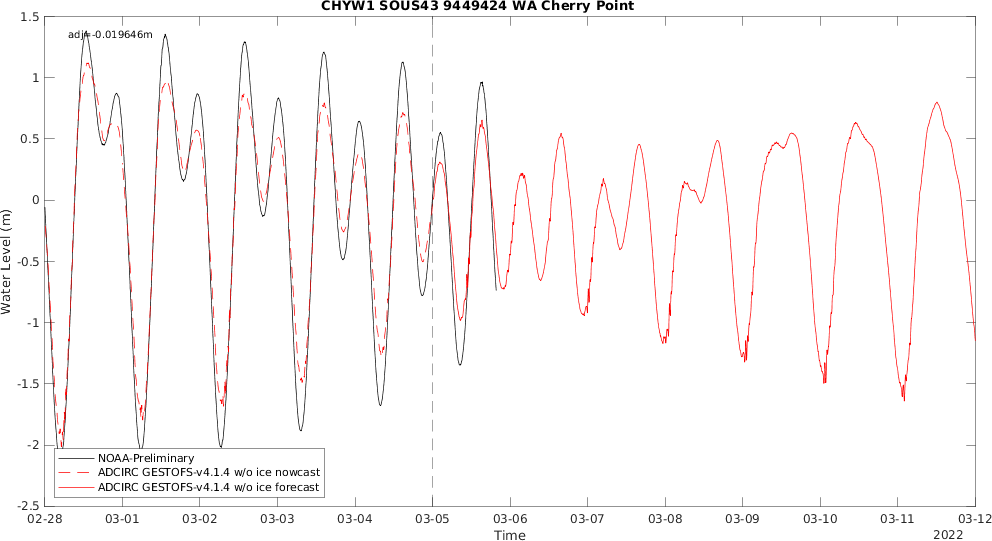 CHYW1 SOUS43 9449424 WA Cherry Point
adj=-0.019646m
1.5
1
0.5
0
-0.5
-1
-1.5
-2
-2.5
Water Level (m)
NOAA-Preliminary
ADCIRC GESTOFS-v4.1.4 w/o ice nowcast
ADCIRC GESTOFS-v4.1.4 w/o ice forecast
02-28 03-01 03-02 03-03 03-04 03-05 03-06 03-07 03-08 03-09 03-10 03-11 03-12
Time
2022